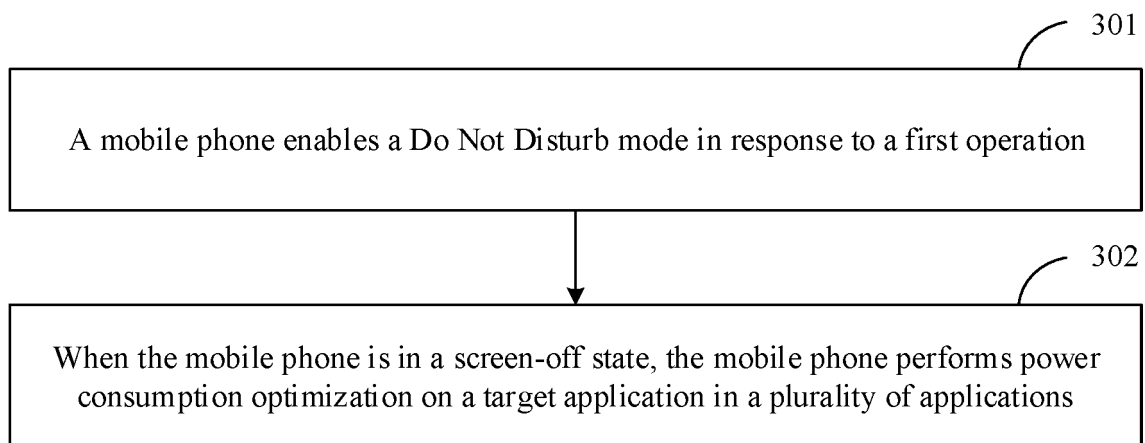 301
A mobile phone enables a Do Not Disturb mode in response to a first operation
302
When the mobile phone is in a screen-off state, the mobile phone performs power
consumption optimization on a target application in a plurality of applications